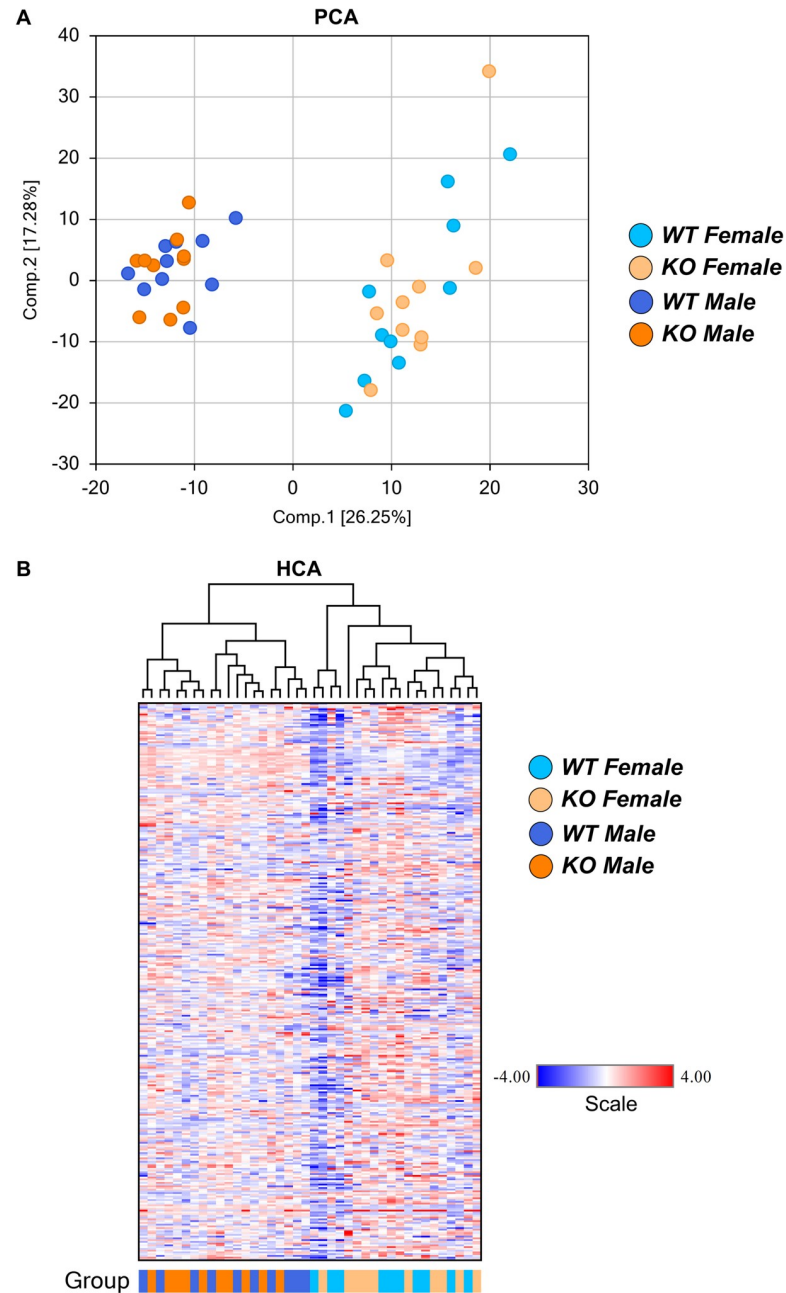 A
PCA
40
30
20
10
0
-10
-20
-30
-20 -10 0 10 20 30
Comp.2 [17.28%]
Comp.1 [26.25%]
WT Female
KO Female
WT Male
KO Male
B
HCA
WT Female
KO Female
WT Male
KO Male
-4.00 4.00
Scale
Group